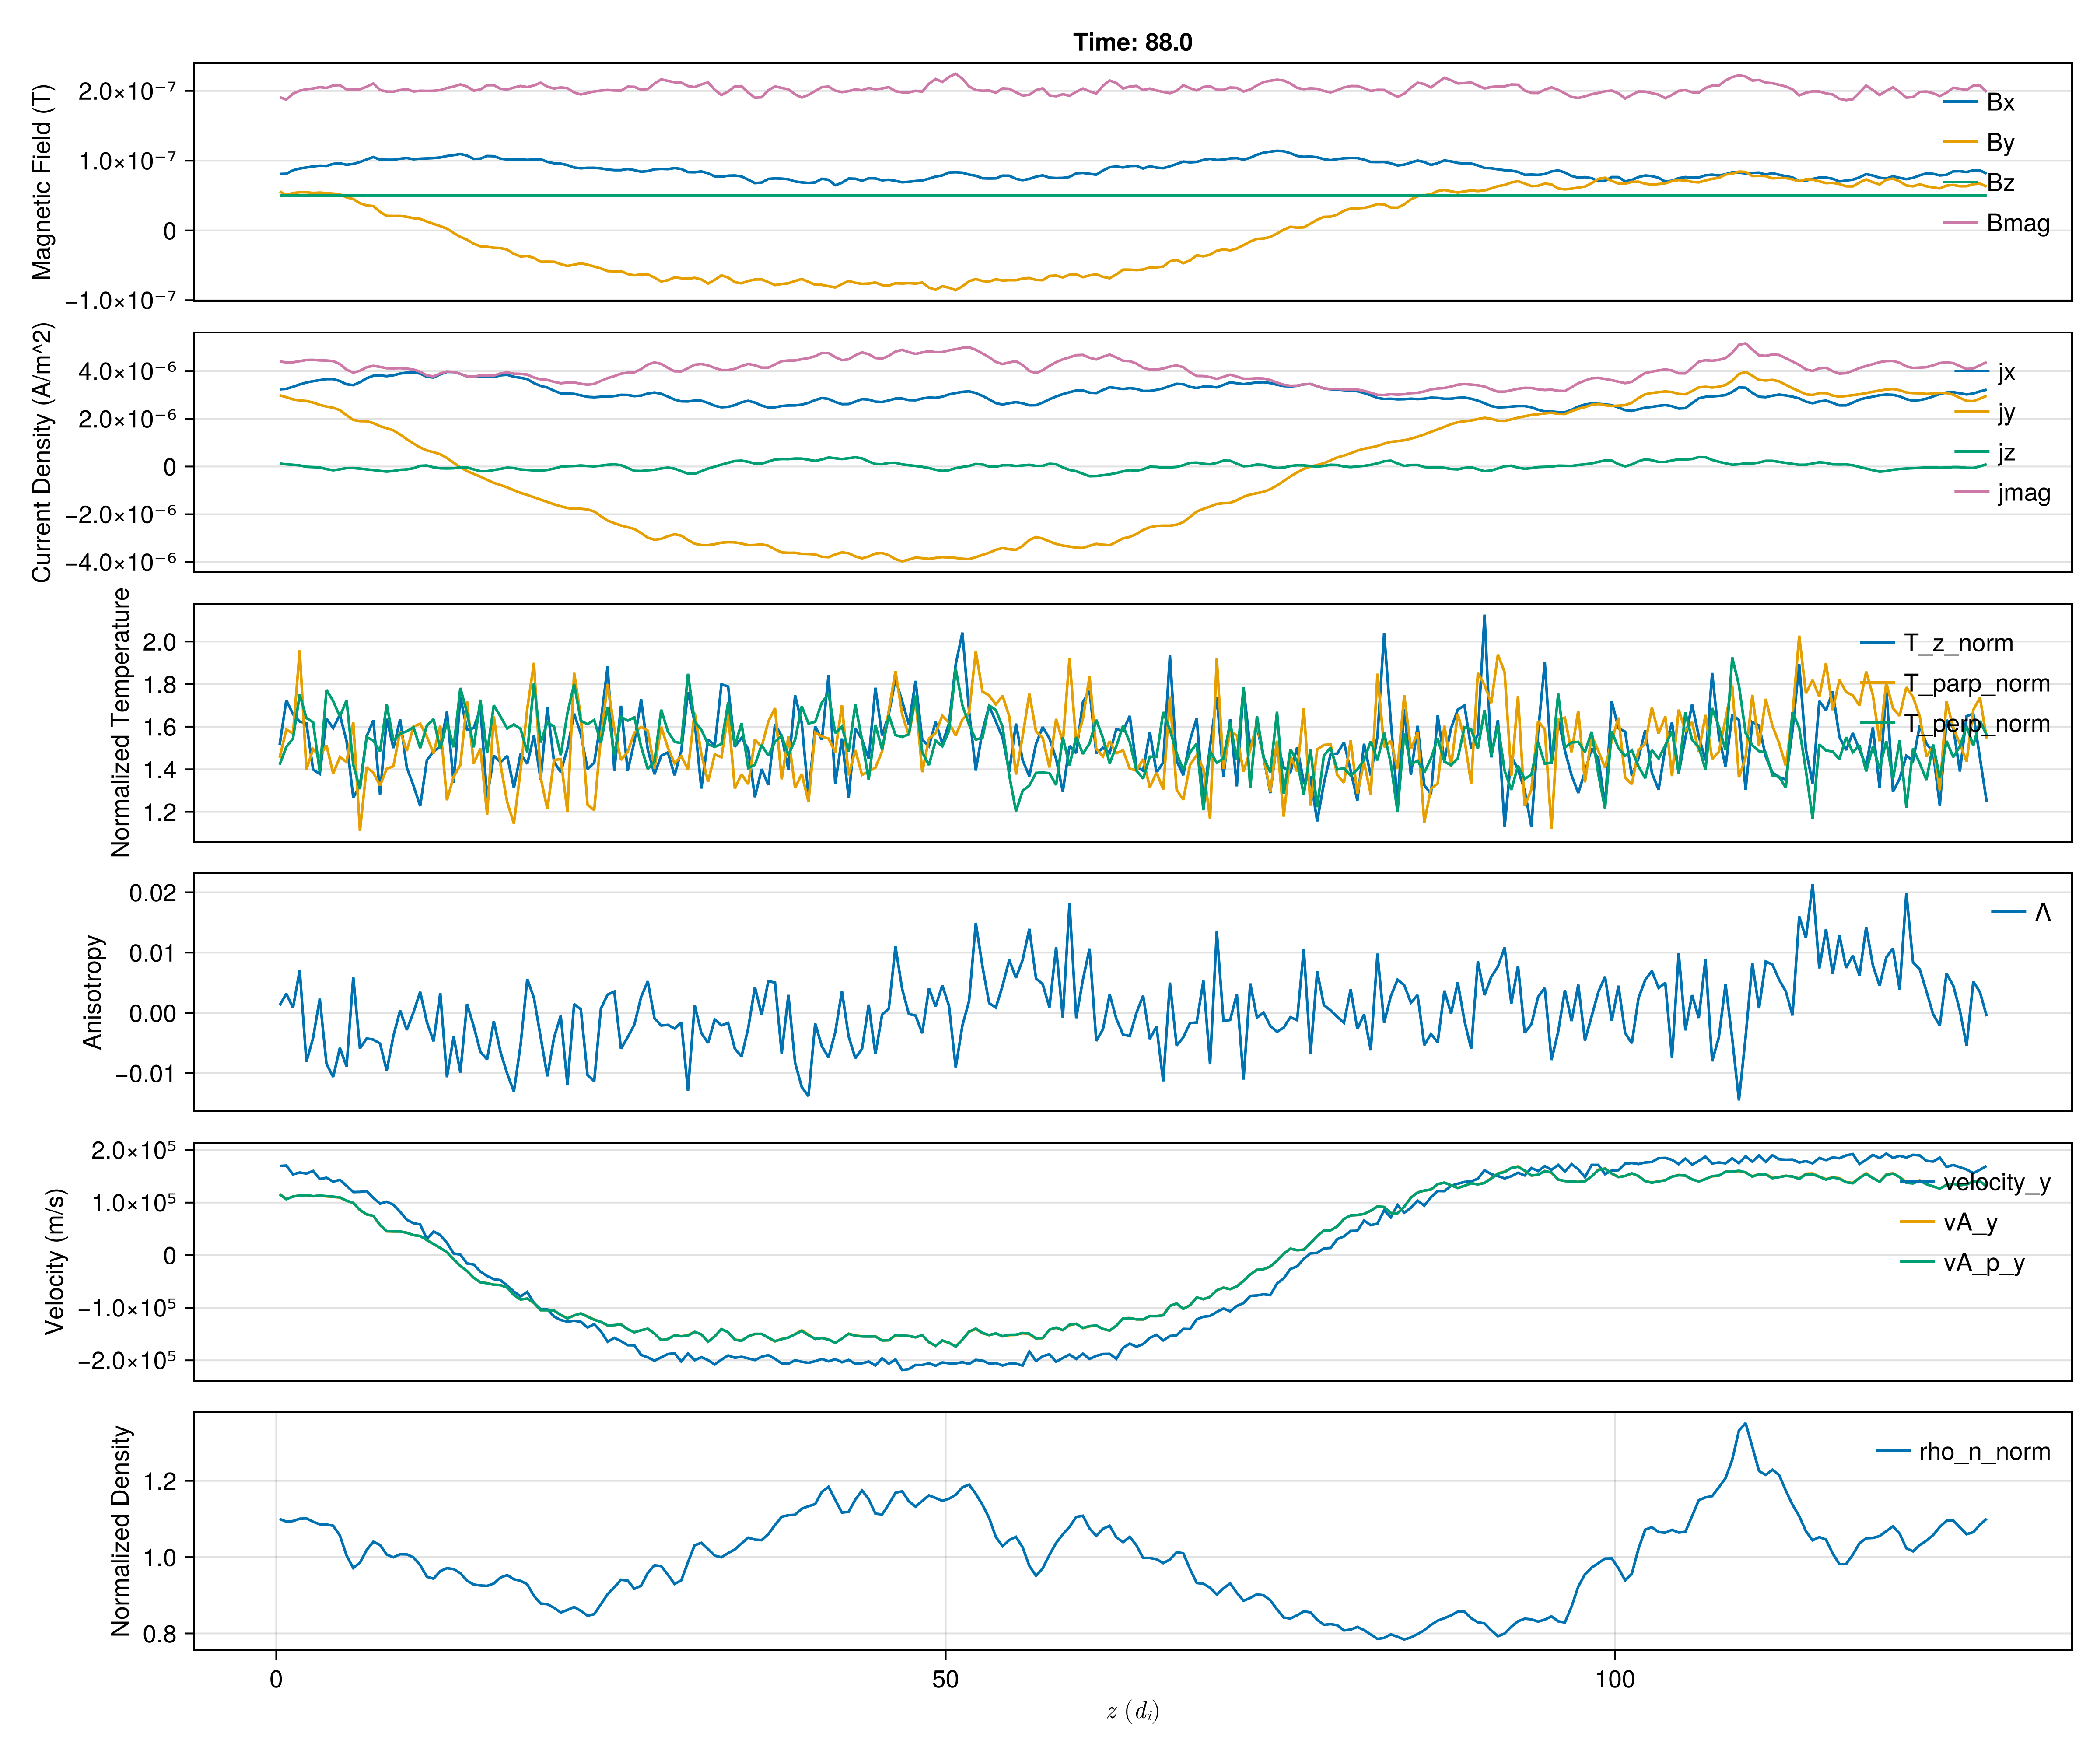 Time: 88.0
Magnetic Field (T)
2.0×10⁻⁷
1.0×10⁻⁷
0
−1.0×10⁻⁷
Bx
By
Bz
Bmag
Current Density (A/m^2)
4.0×10⁻⁶
2.0×10⁻⁶
0
−2.0×10⁻⁶
−4.0×10⁻⁶
jx
jy
jz
jmag
Normalized Temperature
2.0
1.8
1.6
1.4
1.2
T_z_norm
T_parp_norm
T_perp_norm
Anisotropy
0.02
0.01
0.00
−0.01
Λ
Velocity (m/s)
2.0×10⁵
1.0×10⁵
0
−1.0×10⁵
−2.0×10⁵
velocity_y
vA_y
vA_p_y
Normalized Density
1.2
1.0
0.8
rho_n_norm
0 50 100
z (dᵢ)